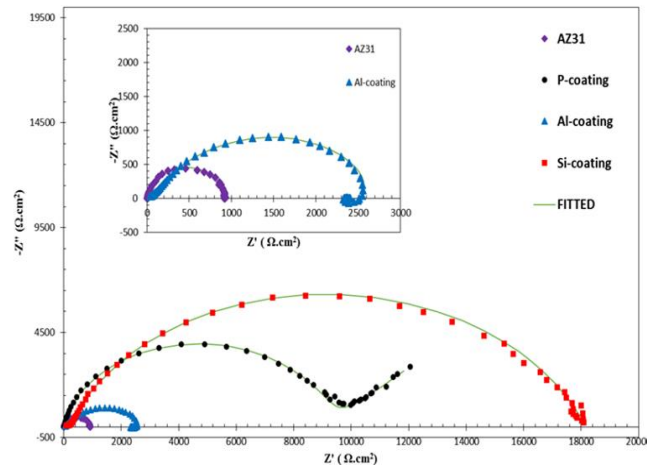 19500
14500
9500
4500
-500
-Z'' (Ω.cm²)
0
2000
4000
6000
8000
10000
12000
14000
16000
18000
20000
Z' ( Ω.cm²)
2500
2000
1500
1000
500
0
-500
-Z'' (Ω.cm²)
0
500
1000
1500
2000
2500
3000
Z' ( Ω.cm²)
AZ31
Al-coating
AZ31
P-coating
Al-coating
Si-coating
FITTED